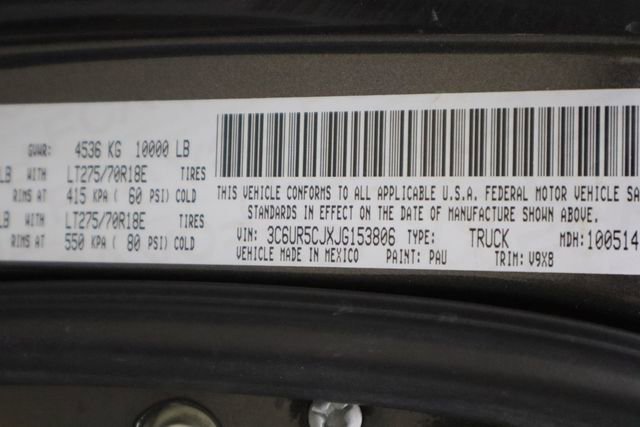 GVWR: 4536 KG 10000 LB
LB WITH LT275/70R18E TIRES
RIMS AT 415 KPA ( 60 PSI) COLD
LB WITH LT275/70R18E TIRES
RIMS AT 550 KPA ( 80 PSI) COLD
THIS VEHICLE CONFORMS TO ALL APPLICABLE U.S.A. FEDERAL MOTOR VEHICLE SA
STANDARDS IN EFFECT ON THE DATE OF MANUFACTURE SHOWN ABOVE.
VIN: 3C6UR5CJXJG153806 TYPE: TRUCK MDH: 100514
VEHICLE MADE IN MEXICO PAINT: PAU TRIM: V9X8